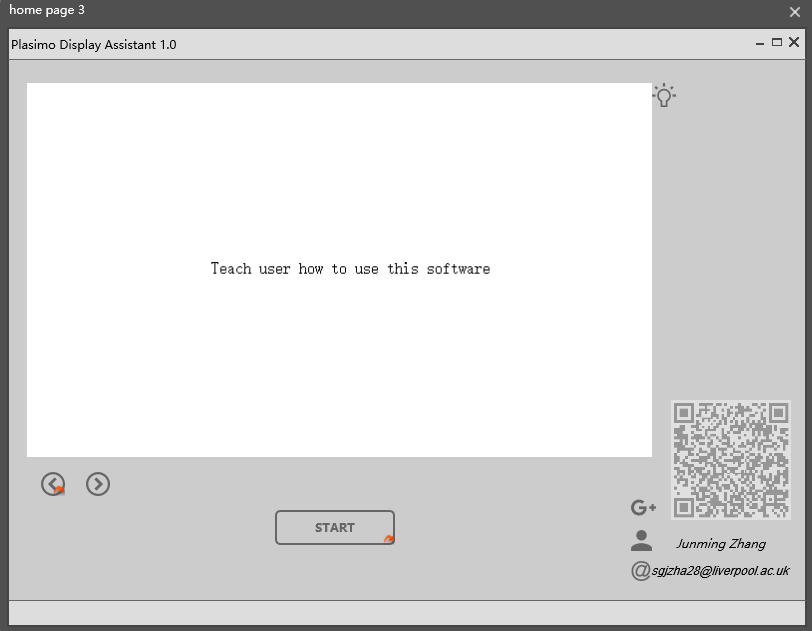 home page 3
Plasimo Display Assistant 1.0
Teach user how to use this software
START
G+
Junming Zhang
@sgjzha28@liverpool.ac.uk